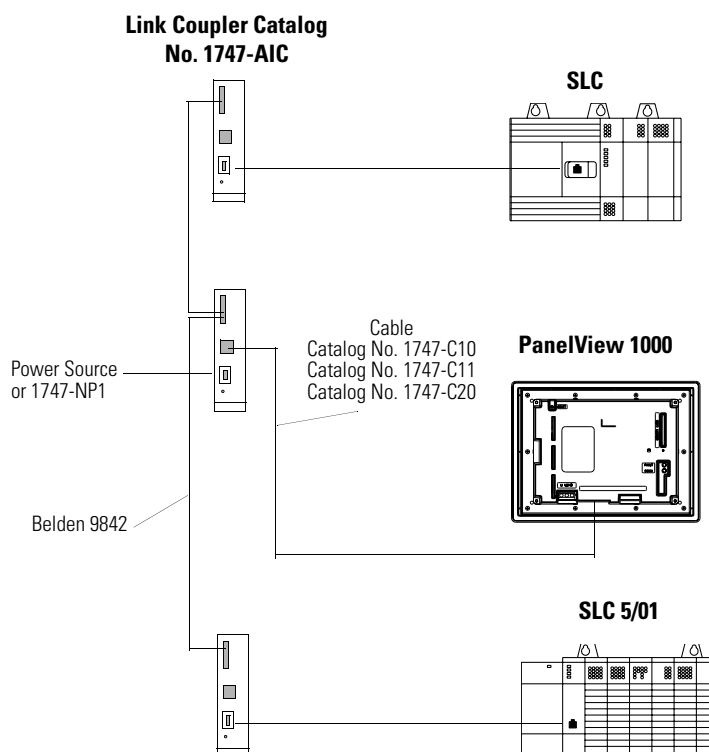 Link Coupler Catalog
No. 1747-AIC
SLC
Cable
Catalog No. 1747-C10
Catalog No. 1747-C11
Catalog No. 1747-C20
PanelView 1000
Power Source
or 1747-NP1
Belden 9842
SLC 5/01